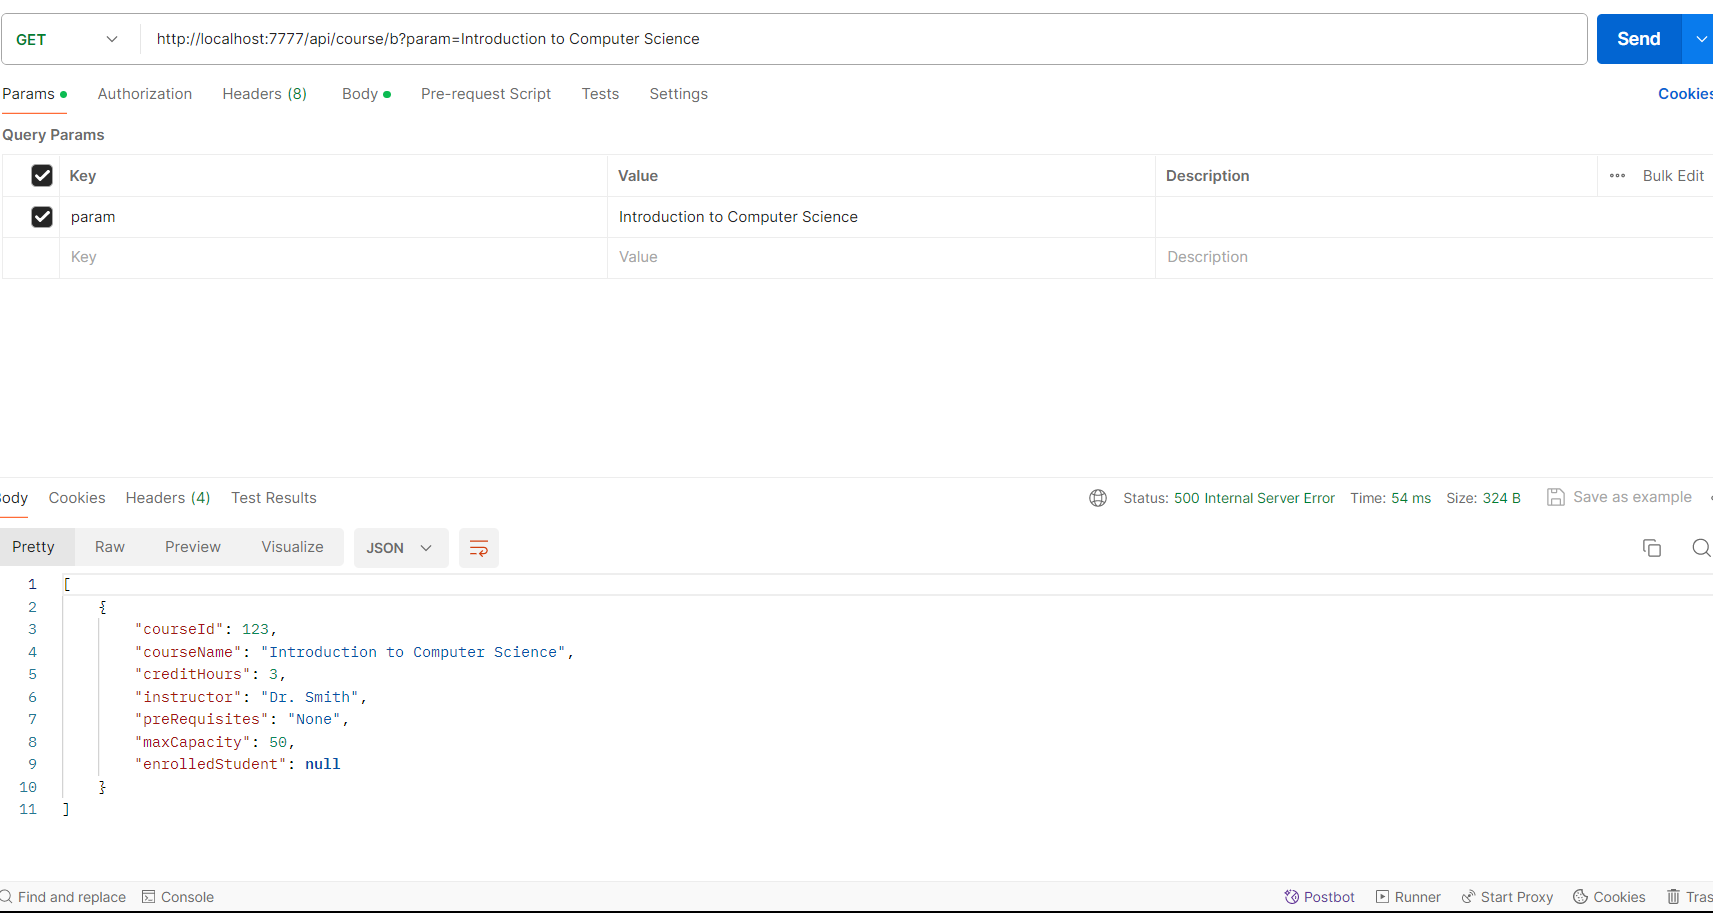 GET http://localhost:7777/api/course/b?param=Introduction to Computer Science Send
Params Authorization Headers (8) Body Pre-request Script Tests Settings Cookies
Query Params
Key Value Description Bulk Edit
param Introduction to Computer Science
Key Value Description
Body Cookies Headers (4) Test Results Status: 500 Internal Server Error Time: 54 ms Size: 324 B Save as example
Pretty Raw Preview Visualize JSON
1 [
2 {
3 "courseId": 123,
4 "courseName": "Introduction to Computer Science",
5 "creditHours": 3,
6 "instructor": "Dr. Smith",
7 "preRequisites": "None",
8 "maxCapacity": 50,
9 "enrolledStudent": null
10 }
11 ]
Find and replace Console Postbot Runner Start Proxy Cookies Tras